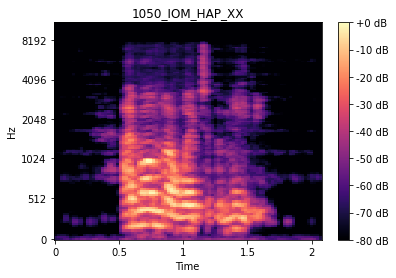 1050_IOM_HAP_XX
+0 dB
8192
-10 dB
4096
-20 dB
-30 dB
2048
Hz
-40 dB
1024
-50 dB
512
-60 dB
-70 dB
0
-80 dB
0 0.5 1 1.5 2
Time